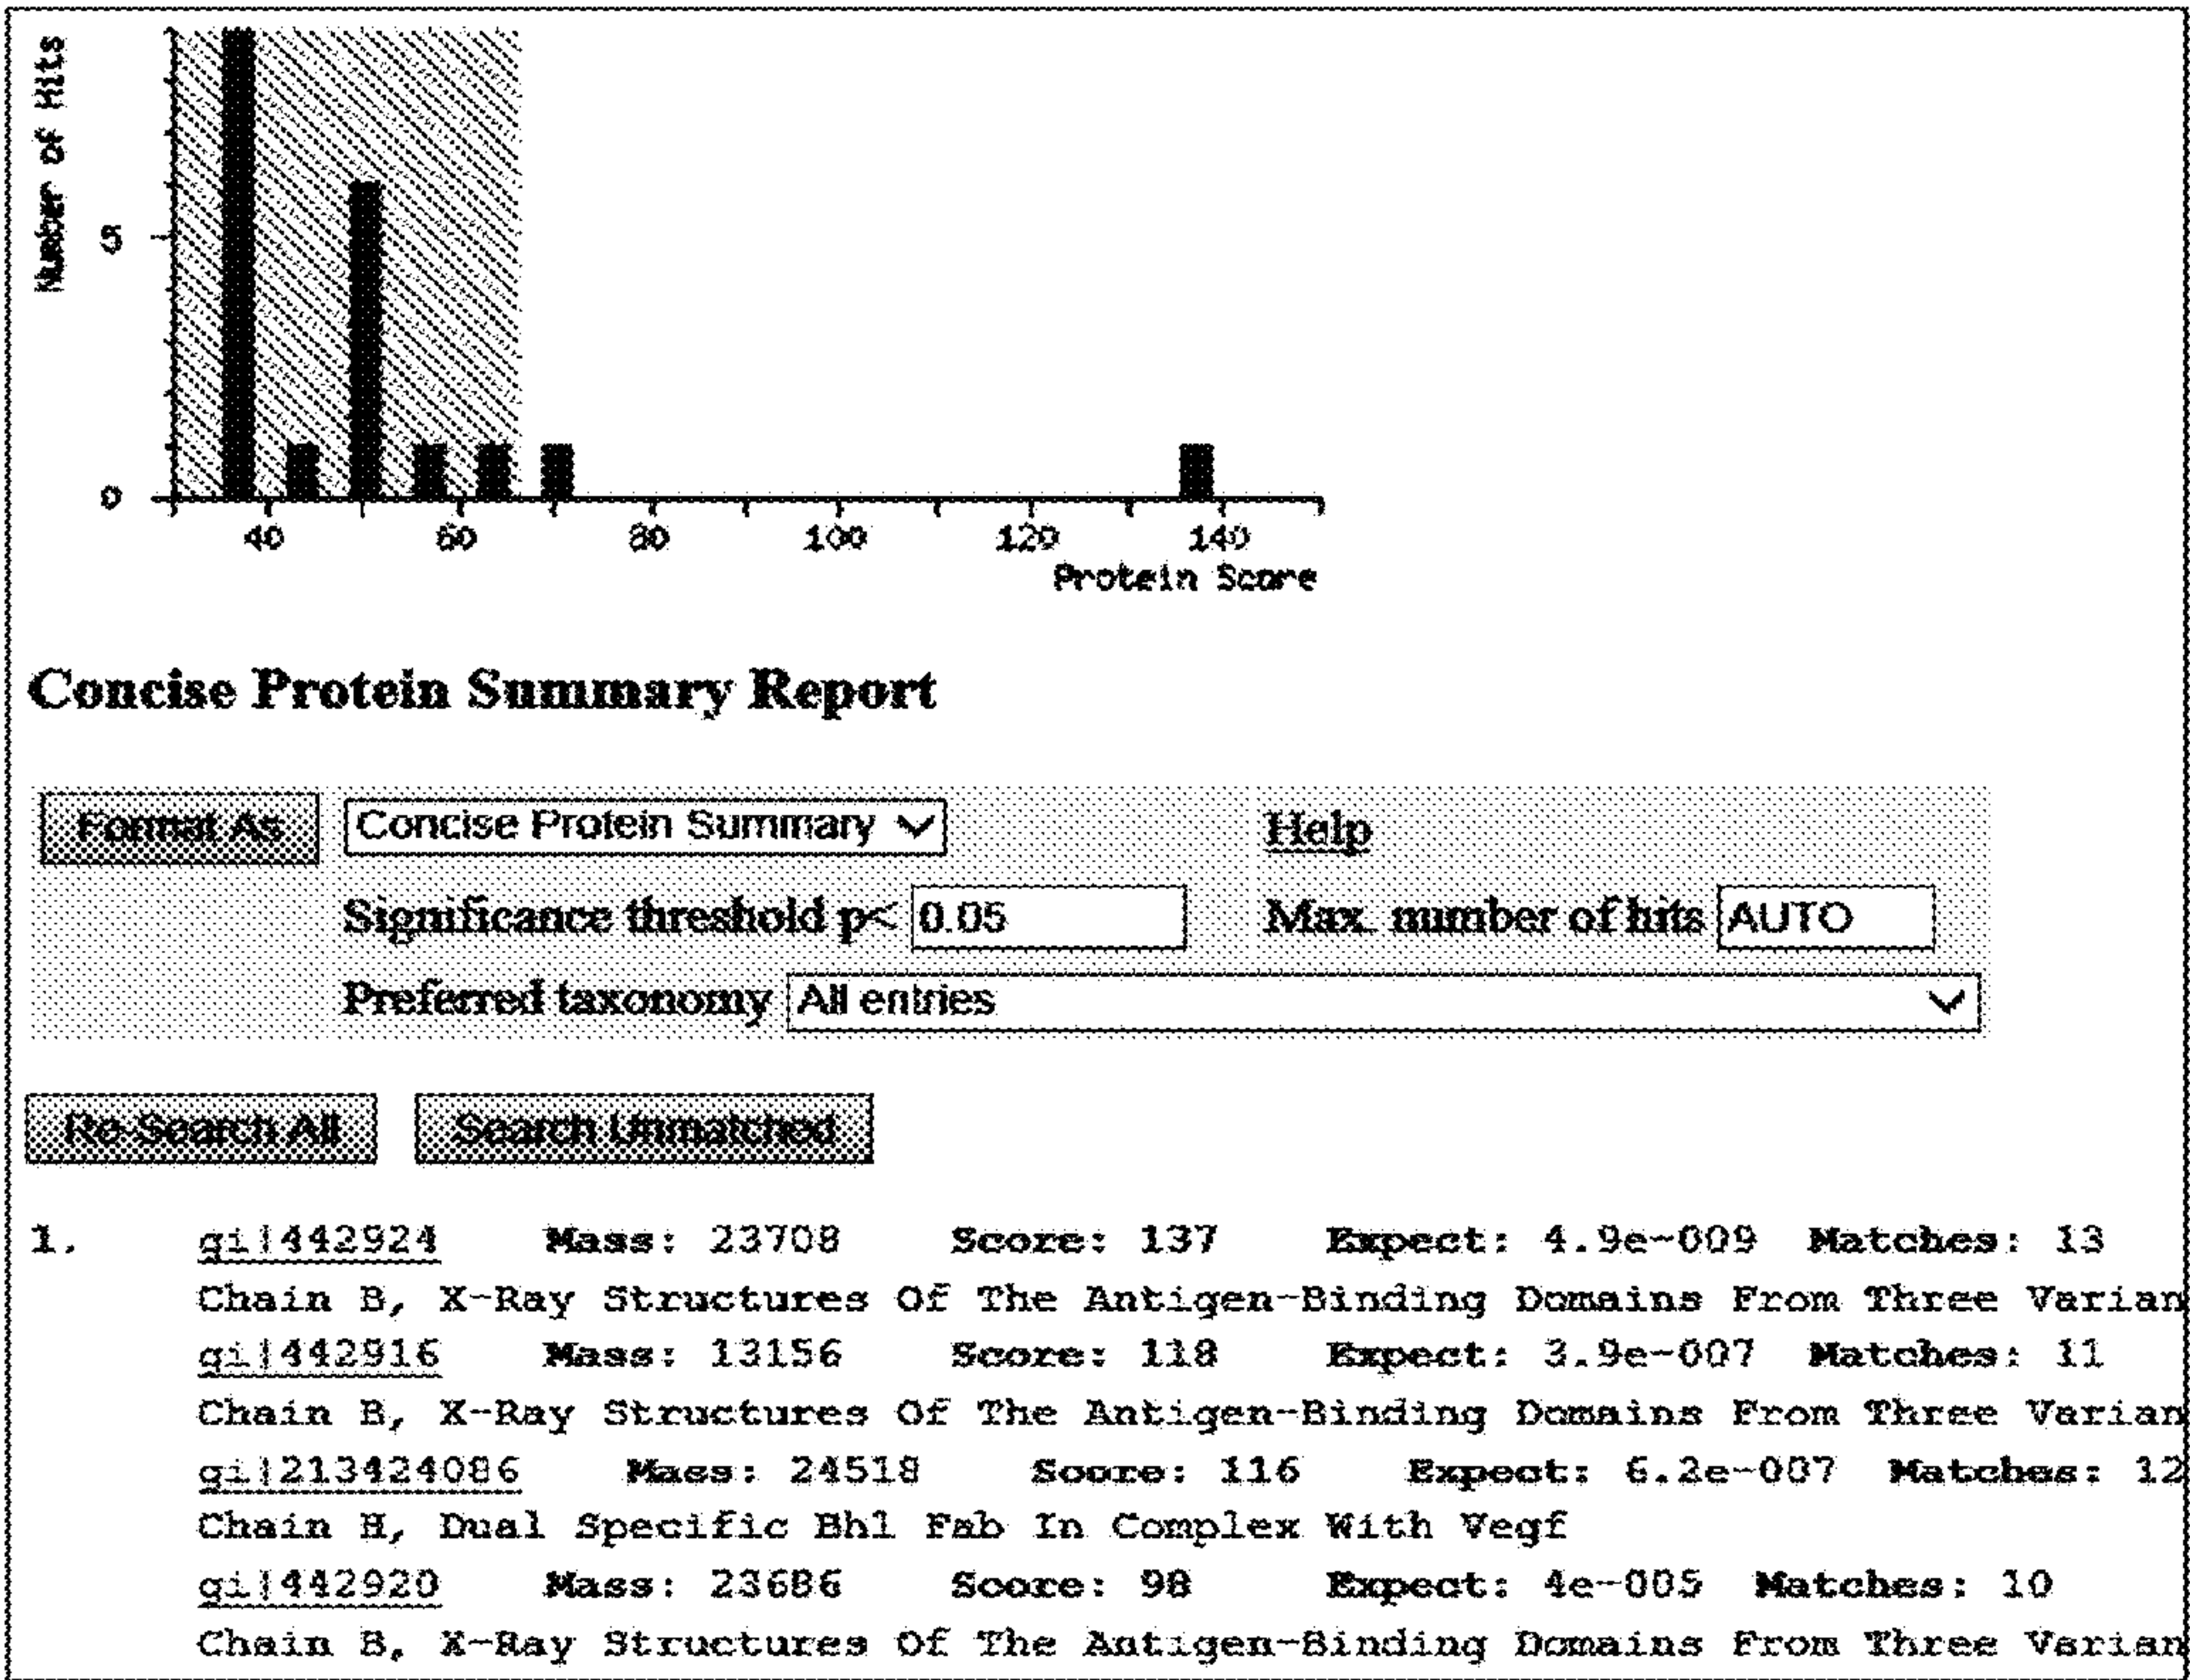 Number of Hits
5
0
40 60 80 100 120 140
Protein Score
Concise Protein Summary Report
Format As Concise Protein Summary Help
Significance threshold p< 0.05 Max. number of hits AUTO
Preferred taxonomy All entries
Re-Search All Search Unmatched
1. gi|442924 Mass: 23708 Score: 137 Expect: 4.9e-009 Matches: 13
Chain B, X-Ray Structures Of The Antigen-Binding Domains From Three Varian
gi|442916 Mass: 13156 Score: 118 Expect: 3.9e-007 Matches: 11
Chain B, X-Ray Structures Of The Antigen-Binding Domains From Three Varian
gi|213424086 Mass: 24518 Score: 116 Expect: 6.2e-007 Matches: 12
Chain H, Dual Specific Bh1 Fab In Complex With Vegf
gi|442920 Mass: 23686 Score: 98 Expect: 4e-005 Matches: 10
Chain B, X-Ray Structures Of The Antigen-Binding Domains From Three Varian